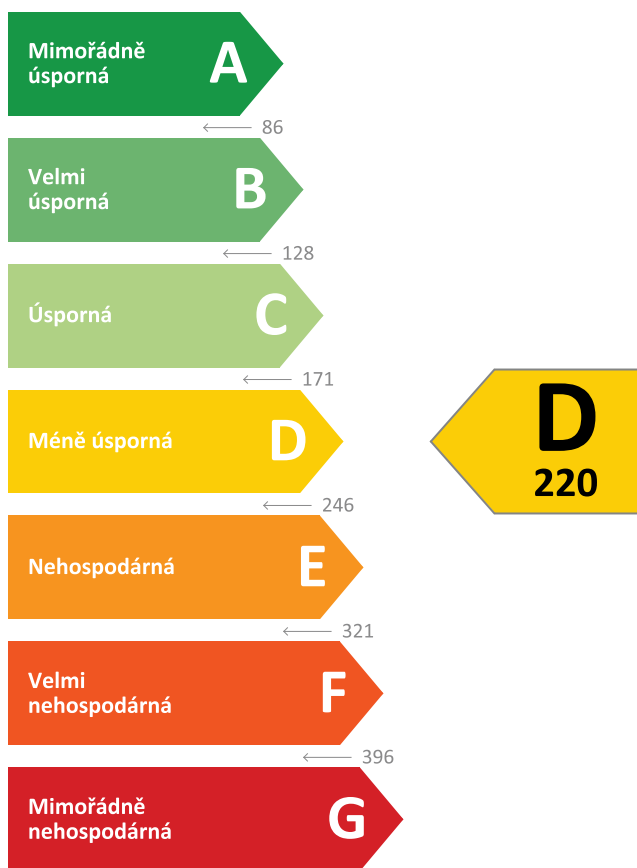 Mimořádně
úsporná
A
86
Velmi
úsporná
B
128
Úsporná
C
171
Méně úsporná
D
D
220
246
Nehospodárná
E
321
Velmi
nehospodárná
F
396
Mimořádně
nehospodárná
G